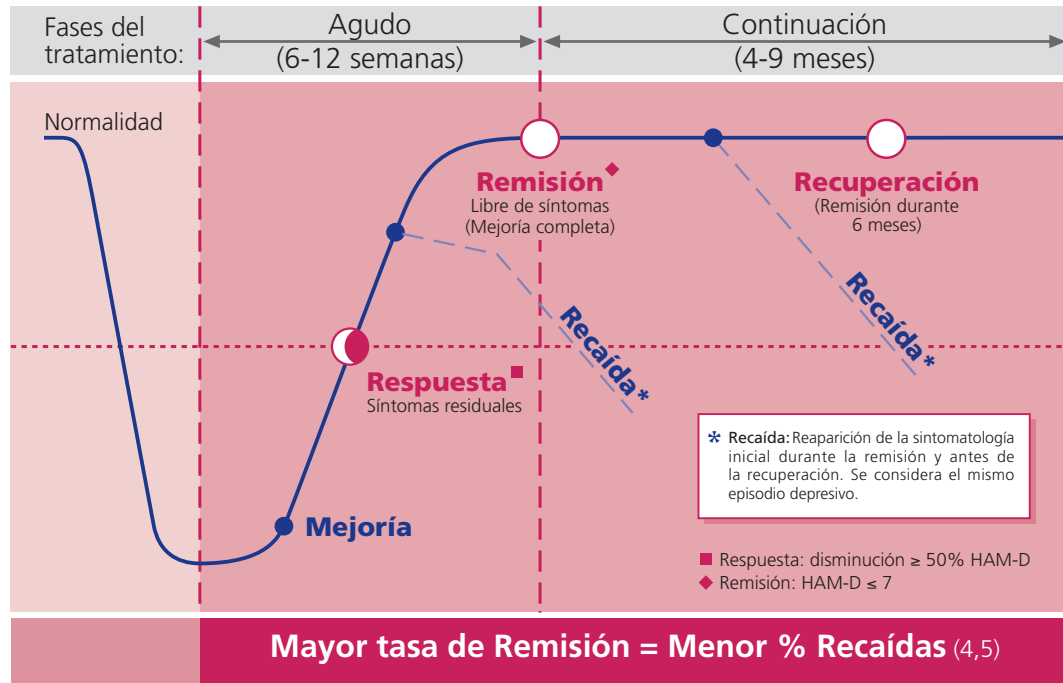 Fases del
tratamiento:
Agudo
(6-12 semanas)
Continuación
(4-9 meses)
Normalidad
Remisión
Libre de síntomas
(Mejoría completa)
Recuperación
(Remisión durante
6 meses)
Recaída*
Recaída*
Respuesta
Síntomas residuales
Mejoría
* Recaída: Reaparición de la sintomatología
inicial durante la remisión y antes de
la recuperación. Se considera el mismo
episodio depresivo.
Respuesta: disminución ≥ 50% HAM-D
Remisión: HAM-D ≤ 7
Mayor tasa de Remisión = Menor % Recaídas (4,5)